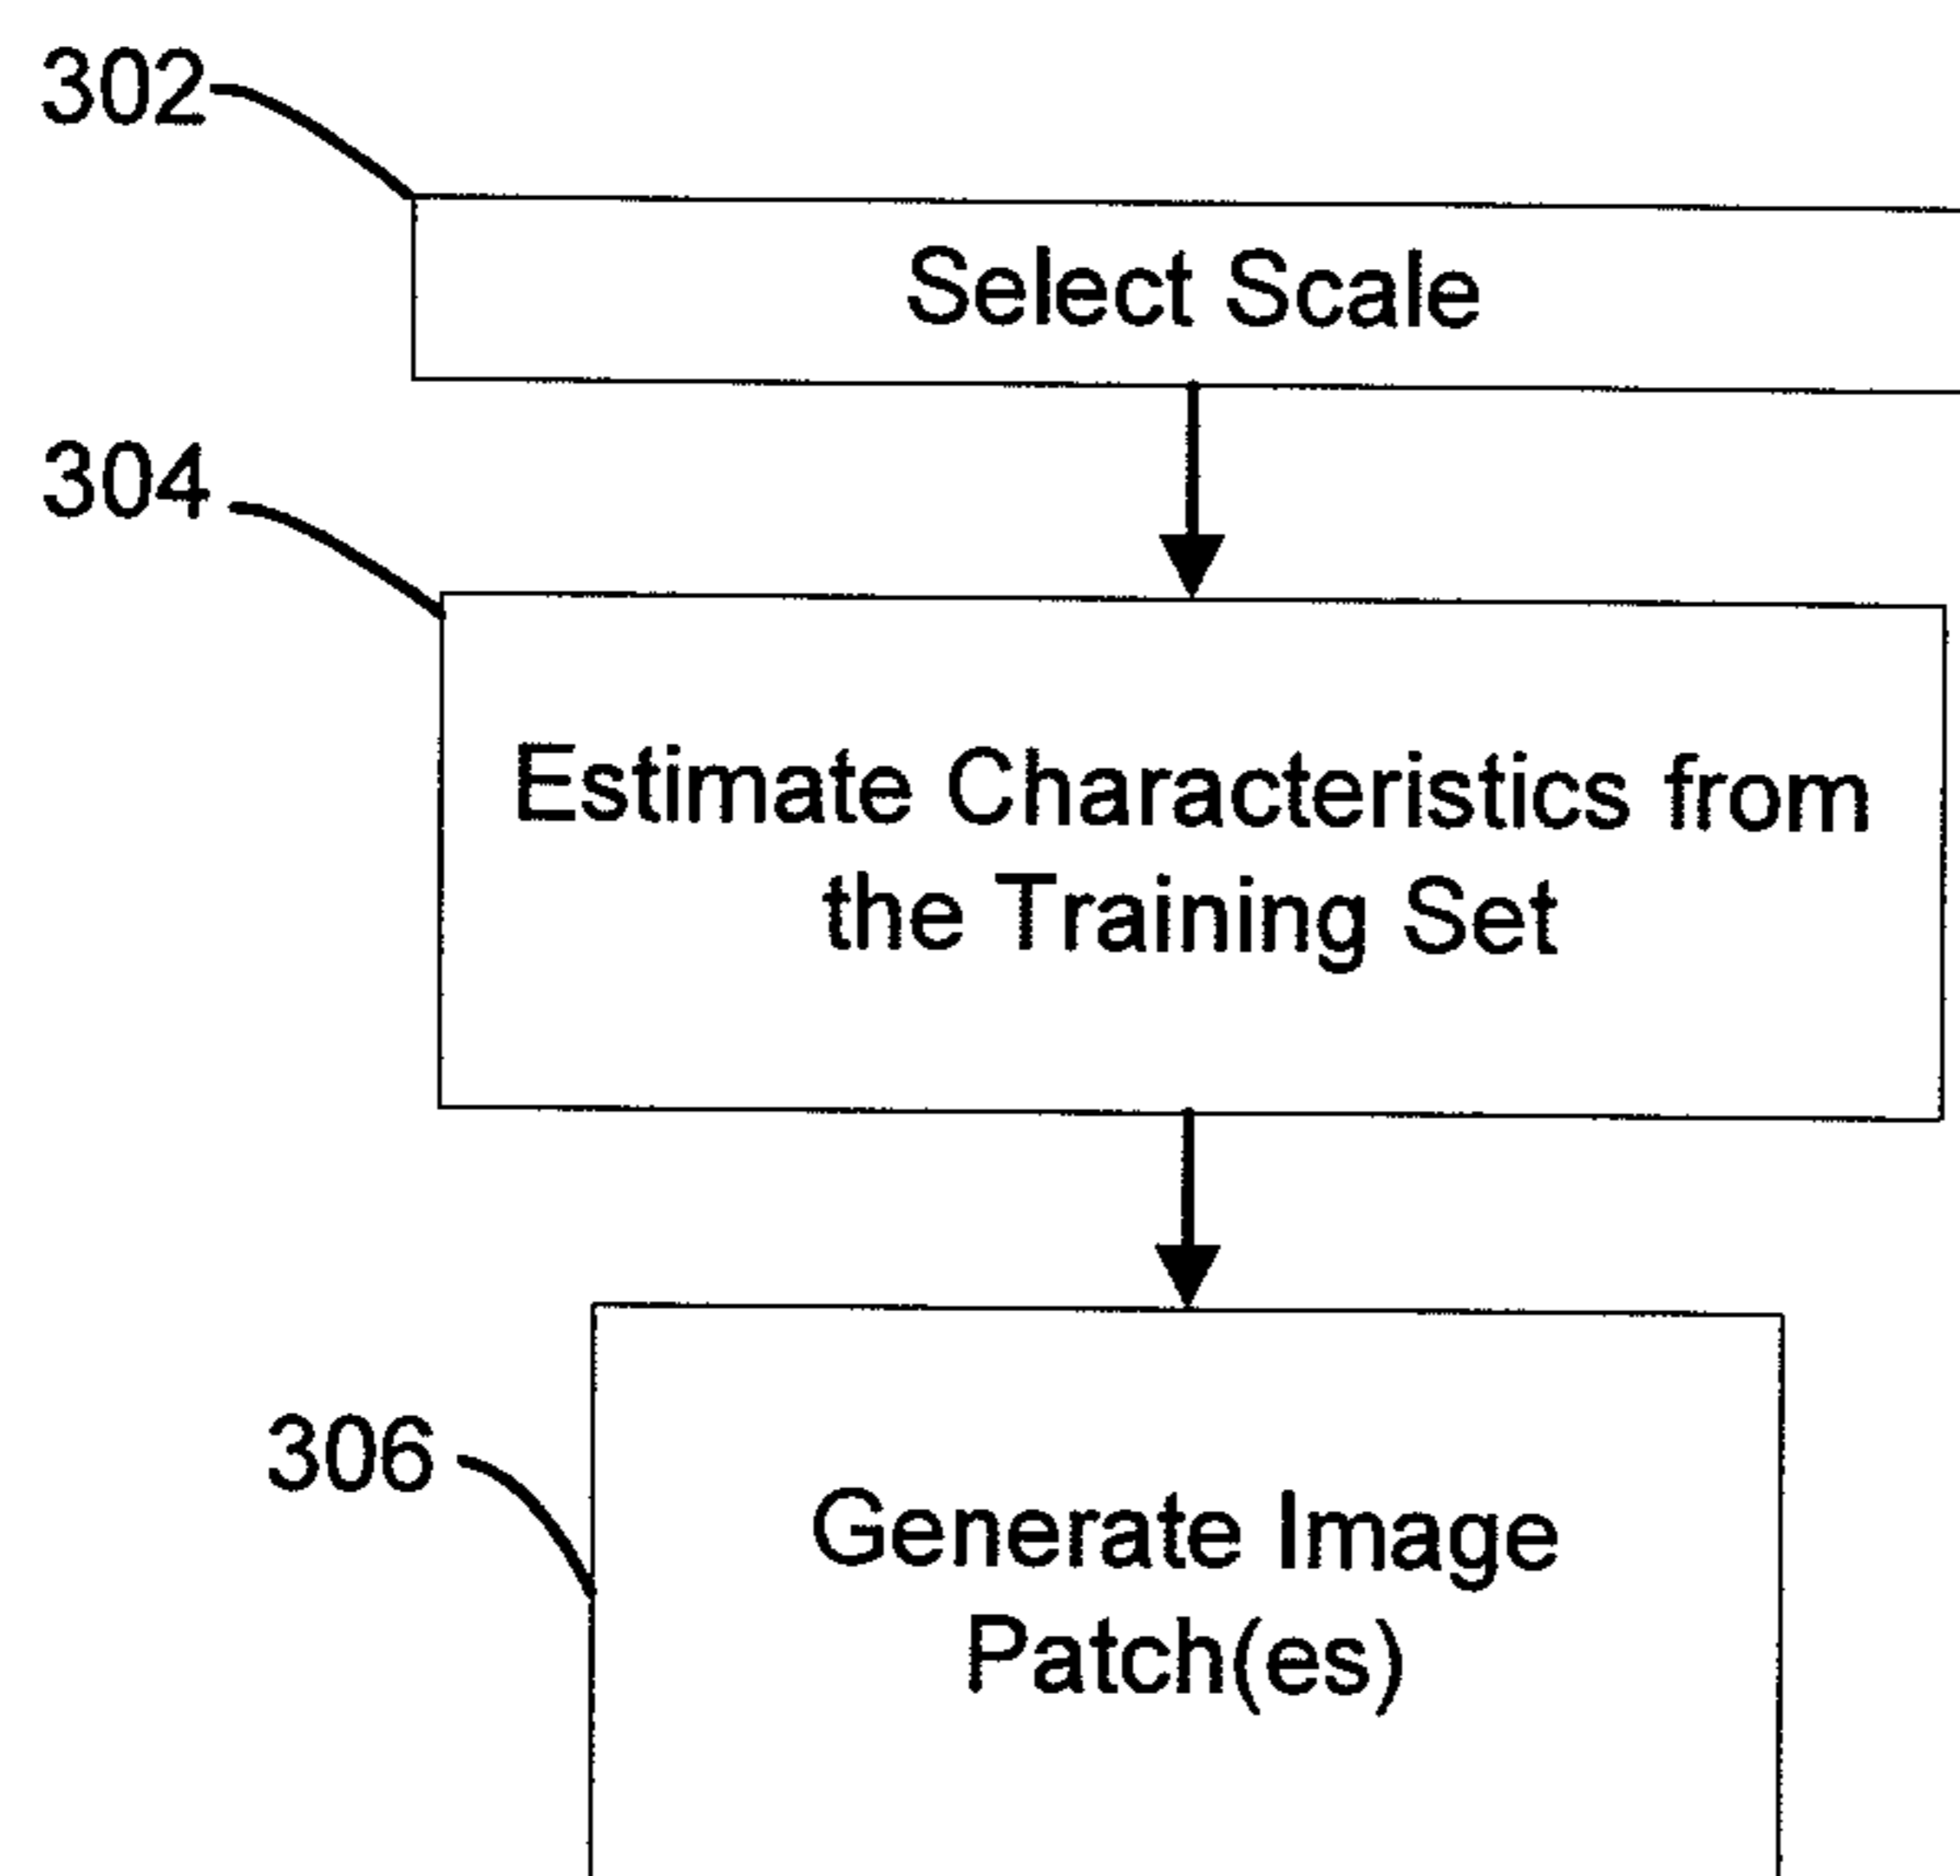 302
Select Scale
304
Estimate Characteristics from
the Training Set
306
Generate Image
Patch(es)